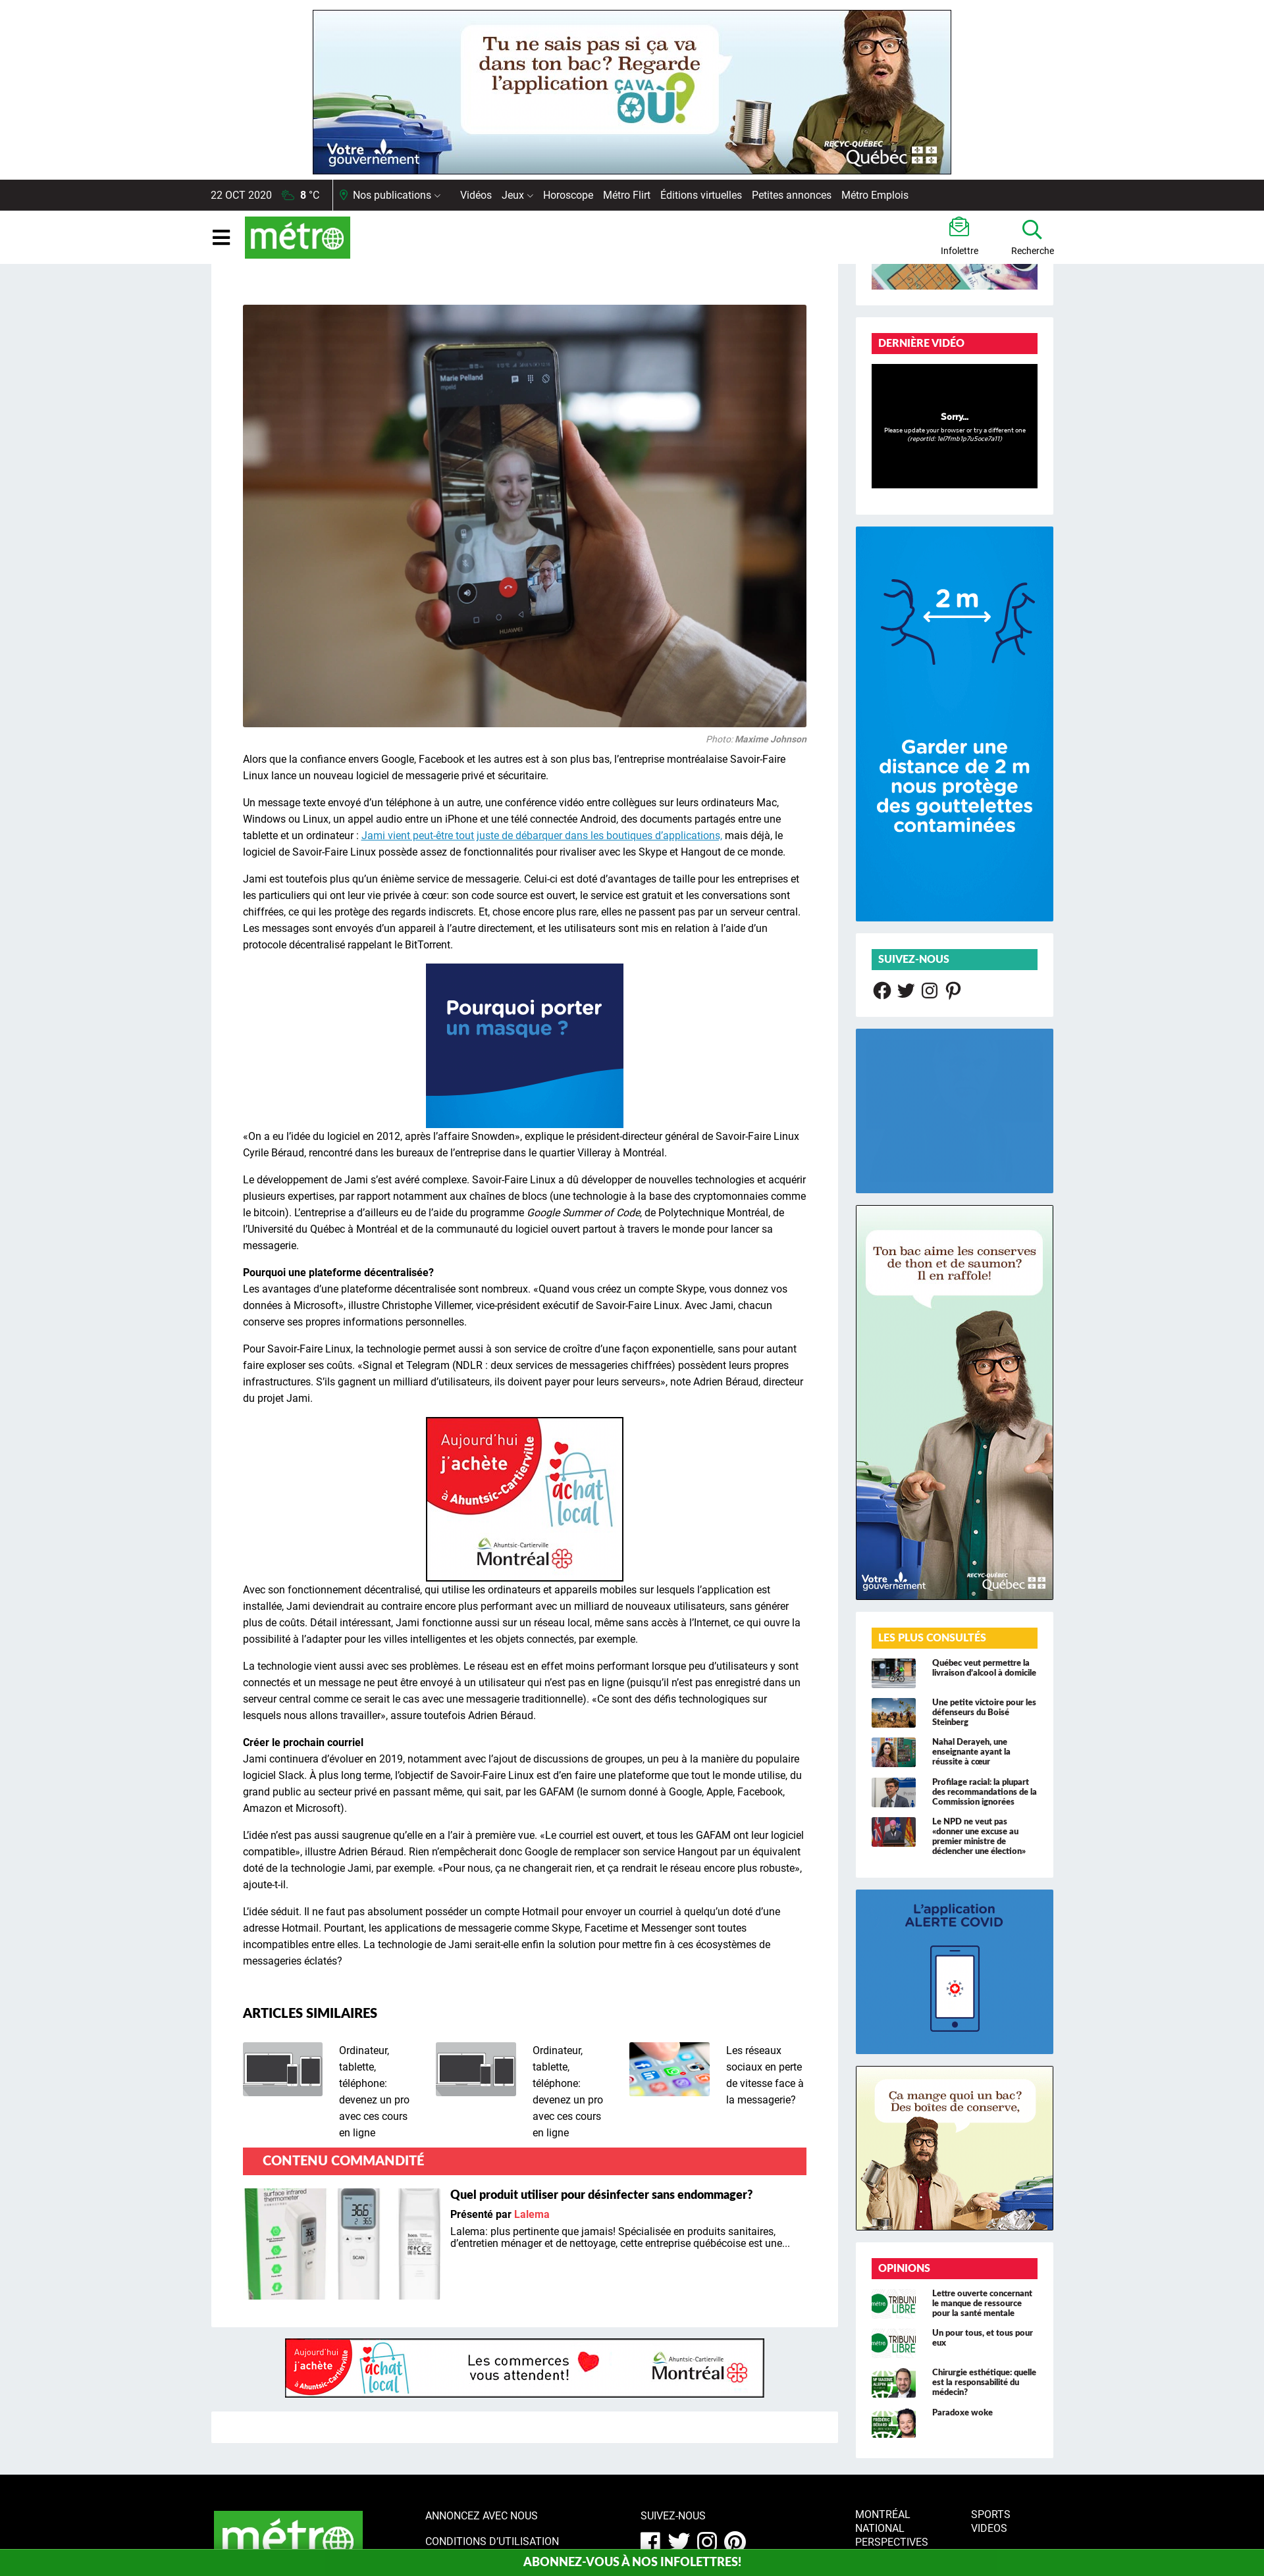 Tu ne sais pas si ça va
dans ton bac? Regarde
l'application ÇA VA
OÙ?
Votre
gouvernement
RECYC-QUÉBEC
Québec
22 OCT 2020 8 °C Nos publications Vidéos Jeux Horoscope Métro Flirt Éditions virtuelles Petites annonces Métro Emplois
métro
Infolettre
Recherche
Marie Pelland
HUAWEI
Photo: Maxime Johnson
Alors que la confiance envers Google, Facebook et les autres est à son plus bas, l'entreprise montréalaise Savoir-Faire
Linux lance un nouveau logiciel de messagerie privé et sécuritaire.
Un message texte envoyé d'un téléphone à un autre, une conférence vidéo entre collègues sur leurs ordinateurs Mac,
Windows ou Linux, un appel audio entre un iPhone et une télé connectée Android, des documents partagés entre une
tablette et un ordinateur : Jami vient peut-être tout juste de débarquer dans les boutiques d'applications, mais déjà, le
logiciel de Savoir-Faire Linux possède assez de fonctionnalités pour rivaliser avec les Skype et Hangout de ce monde.
Jami est toutefois plus qu'un énième service de messagerie. Celui-ci est doté d'avantages de taille pour les entreprises et
les particuliers qui ont leur vie privée à cœur: son code source est ouvert, le service est gratuit et les conversations sont
chiffrées, ce qui les protège des regards indiscrets. Et, chose encore plus rare, elles ne passent pas par un serveur central.
Les messages sont envoyés d'un appareil à l'autre directement, et les utilisateurs sont mis en relation à l'aide d'un
protocole décentralisé rappelant le BitTorrent.
Pourquoi porter
un masque ?
«On a eu l'idée du logiciel en 2012, après l'affaire Snowden», explique le président-directeur général de Savoir-Faire Linux
Cyrile Béraud, rencontré dans les bureaux de l'entreprise dans le quartier Villeray à Montréal.
Le développement de Jami s'est avéré complexe. Savoir-Faire Linux a dû développer de nouvelles technologies et acquérir
plusieurs expertises, par rapport notamment aux chaînes de blocs (une technologie à la base des cryptomonnaies comme
le bitcoin). L'entreprise a d'ailleurs eu de l'aide du programme Google Summer of Code, de Polytechnique Montréal, de
l'Université du Québec à Montréal et de la communauté du logiciel ouvert partout à travers le monde pour lancer sa
messagerie.
Pourquoi une plateforme décentralisée?
Les avantages d'une plateforme décentralisée sont nombreux. «Quand vous créez un compte Skype, vous donnez vos
données à Microsoft», illustre Christophe Villemer, vice-président exécutif de Savoir-Faire Linux. Avec Jami, chacun
conserve ses propres informations personnelles.
Pour Savoir-Faire Linux, la technologie permet aussi à son service de croître d'une façon exponentielle, sans pour autant
faire exploser ses coûts. «Signal et Telegram (NDLR : deux services de messageries chiffrées) possèdent leurs propres
infrastructures. S'ils gagnent un milliard d'utilisateurs, ils doivent payer pour leurs serveurs», note Adrien Béraud, directeur
du projet Jami.
Aujourd'hui
j'achète
à Ahuntsic-Cartierville
achat
local
Ahuntsic-Cartierville
Montréal
Avec son fonctionnement décentralisé, qui utilise les ordinateurs et appareils mobiles sur lesquels l'application est
installée, Jami deviendrait au contraire encore plus performant avec un milliard de nouveaux utilisateurs, sans générer
plus de coûts. Détail intéressant, Jami fonctionne aussi sur un réseau local, même sans accès à l'Internet, ce qui ouvre la
possibilité à l'adapter pour les villes intelligentes et les objets connectés, par exemple.
La technologie vient aussi avec ses problèmes. Le réseau est en effet moins performant lorsque peu d'utilisateurs y sont
connectés et un message ne peut être envoyé à un utilisateur qui n'est pas en ligne (puisqu'il n'est pas enregistré dans un
serveur central comme ce serait le cas avec une messagerie traditionnelle). «Ce sont des défis technologiques sur
lesquels nous allons travailler», assure toutefois Adrien Béraud.
Créer le prochain courriel
Jami continuera d'évoluer en 2019, notamment avec l'ajout de discussions de groupes, un peu à la manière du populaire
logiciel Slack. À plus long terme, l'objectif de Savoir-Faire Linux est d'en faire une plateforme que tout le monde utilise, du
grand public au secteur privé en passant même, qui sait, par les GAFAM (le surnom donné à Google, Apple, Facebook,
Amazon et Microsoft).
L'idée n'est pas aussi saugrenue qu'elle en a l'air à première vue. «Le courriel est ouvert, et tous les GAFAM ont leur logiciel
compatible», illustre Adrien Béraud. Rien n'empêcherait donc Google de remplacer son service Hangout par un équivalent
doté de la technologie Jami, par exemple. «Pour nous, ça ne changerait rien, et ça rendrait le réseau encore plus robuste»,
ajoute-t-il.
L'idée séduit. Il ne faut pas absolument posséder un compte Hotmail pour envoyer un courriel à quelqu'un doté d'une
adresse Hotmail. Pourtant, les applications de messagerie comme Skype, Facetime et Messenger sont toutes
incompatibles entre elles. La technologie de Jami serait-elle enfin la solution pour mettre fin à ces écosystèmes de
messageries éclatés?
ARTICLES SIMILAIRES
Ordinateur,
tablette,
téléphone:
devenez un pro
avec ces cours
en ligne
Ordinateur,
tablette,
téléphone:
devenez un pro
avec ces cours
en ligne
Les réseaux
sociaux en perte
de vitesse face à
la messagerie?
CONTENU COMMANDITÉ
surface infrared
thermometer
SCAN
Quel produit utiliser pour désinfecter sans endommager?
Présenté par Lalema
Lalema: plus pertinente que jamais! Spécialisée en produits sanitaires,
d'entretien ménager et de nettoyage, cette entreprise québécoise est une...
Aujourd'hui
j'achète
à Ahuntsic-Cartierville
achat
local
Les commerces
vous attendent!
Ahuntsic-Cartierville
Montréal
DERNIÈRE VIDÉO
Sorry...
Please update your browser or try a different one
(reportId: 1el7fmb1p7u5oce7a11)
2 m
Garder une
distance de 2 m
nous protège
des gouttelettes
contaminées
SUIVEZ-NOUS
Ton bac aime les conserves
de thon et de saumon?
Il en raffole!
Votre
gouvernement
RECYC-QUÉBEC
Québec
LES PLUS CONSULTÉS
Québec veut permettre la
livraison d'alcool à domicile
Une petite victoire pour les
défenseurs du Boisé
Steinberg
Nahal Derayeh, une
enseignante ayant la
réussite à cœur
Profilage racial: la plupart
des recommandations de la
Commission ignorées
Le NPD ne veut pas
«donner une excuse au
premier ministre de
déclencher une élection»
L'application
ALERTE COVID
Ça mange quoi un bac?
Des boîtes de conserve,
OPINIONS
métro TRIBUNE
LIBRE
Lettre ouverte concernant
le manque de ressource
pour la santé mentale
métro TRIBUNE
LIBRE
Un pour tous, et tous pour
eux
Chirurgie esthétique: quelle
est la responsabilité du
médecin?
FRÉDÉRIC
BÉRARD
Paradoxe woke
métro
ANNONCEZ AVEC NOUS
CONDITIONS D'UTILISATION
SUIVEZ-NOUS
MONTRÉAL
NATIONAL
PERSPECTIVES
SPORTS
VIDEOS
ABONNEZ-VOUS À NOS INFOLETTRES!